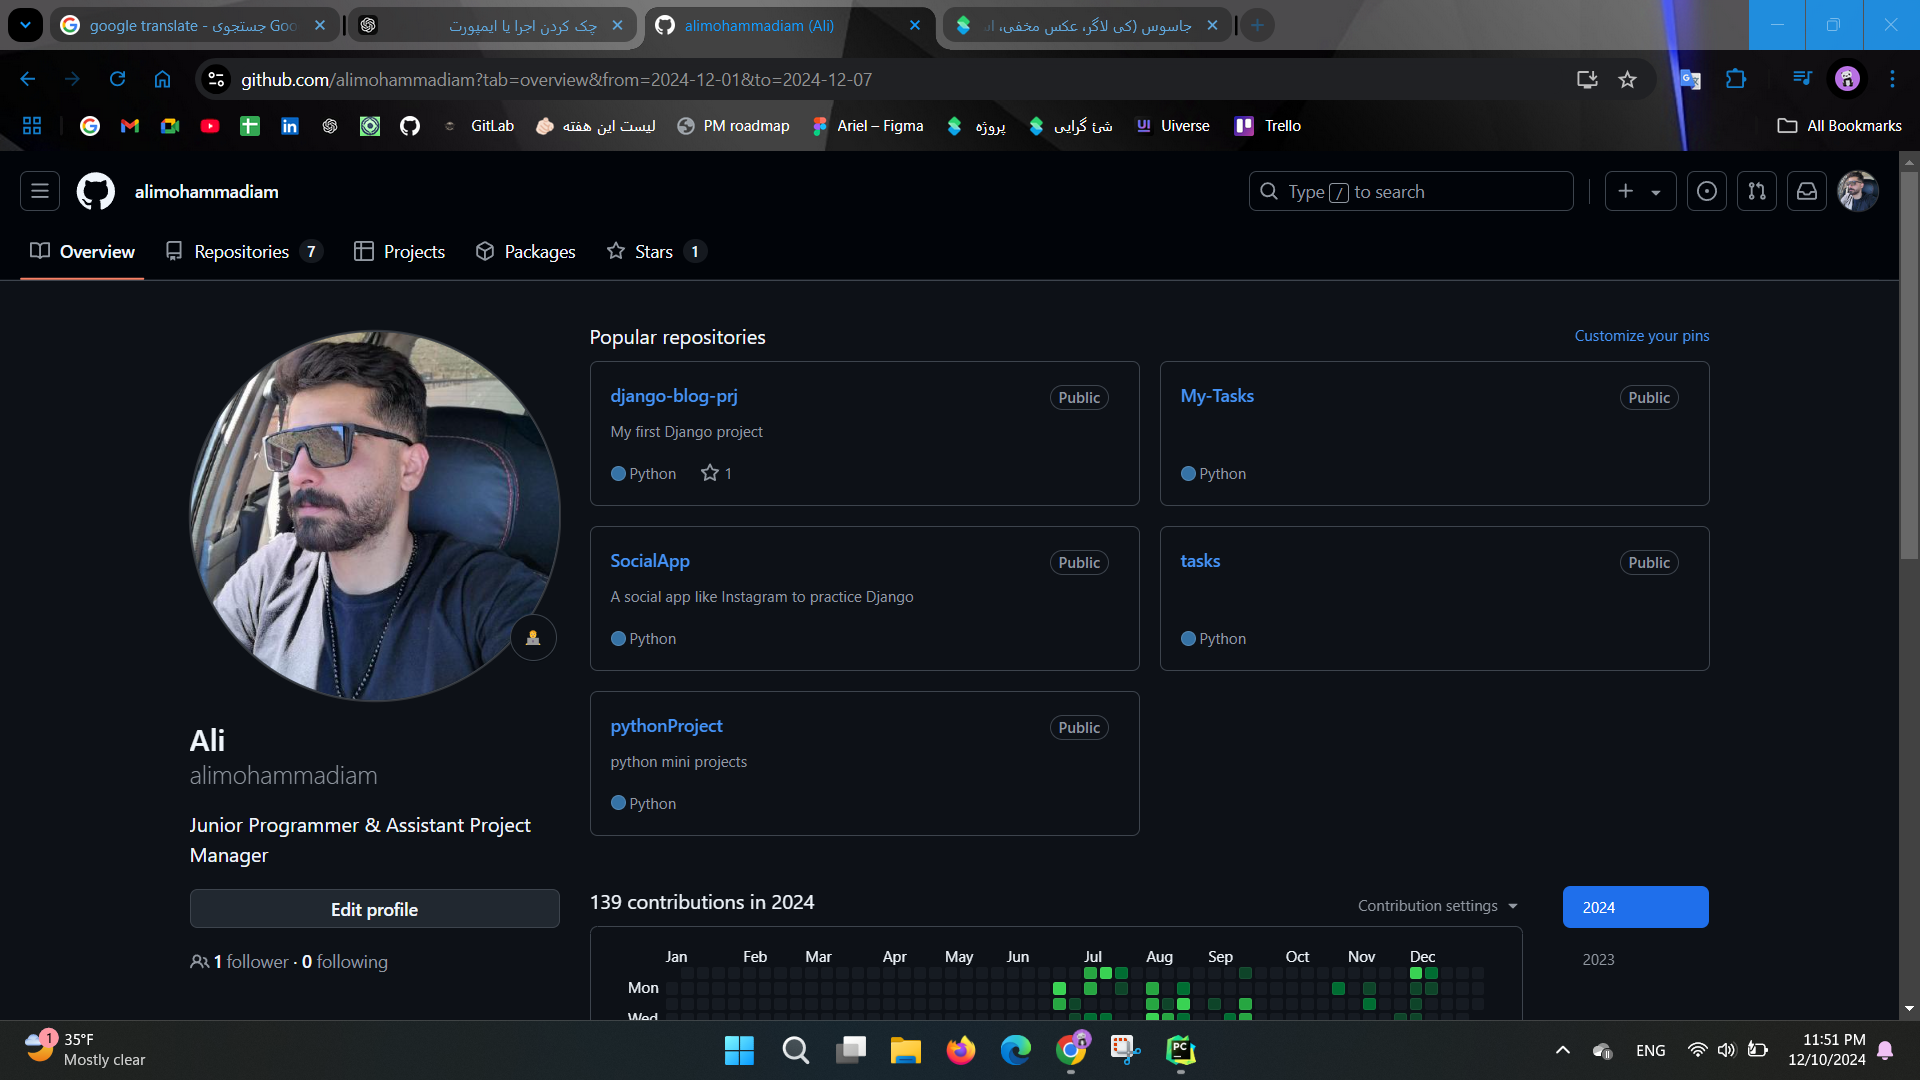 google translate - جستجوی Goo
چک کردن اجرا یا ایمپورت
alimohammadiam (Ali)
جاسوس (کی لاگر، عکس مخفی،
github.com/alimohammadiam?tab=overview&from=2024-12-01&to=2024-12-07
GitLab
لیست این هفته
PM roadmap
Ariel – Figma
پروژه
شئ گرایی
UI Uiverse
Trello
All Bookmarks
alimohammadiam
Type / to search
Overview
Repositories 7
Projects
Packages
Stars 1
Popular repositories
Customize your pins
django-blog-prj
Public
My first Django project
Python
1
My-Tasks
Public
Python
SocialApp
Public
A social app like Instagram to practice Django
Python
tasks
Public
Python
pythonProject
Public
python mini projects
Python
Ali
alimohammadiam
Junior Programmer & Assistant Project
Manager
Edit profile
1 follower · 0 following
139 contributions in 2024
Contribution settings
2024
2023
Jan Feb Mar Apr May Jun Jul Aug Sep Oct Nov Dec
Mon
Wed
1
35°F
Mostly clear
PC
ENG
11:51 PM
12/10/2024